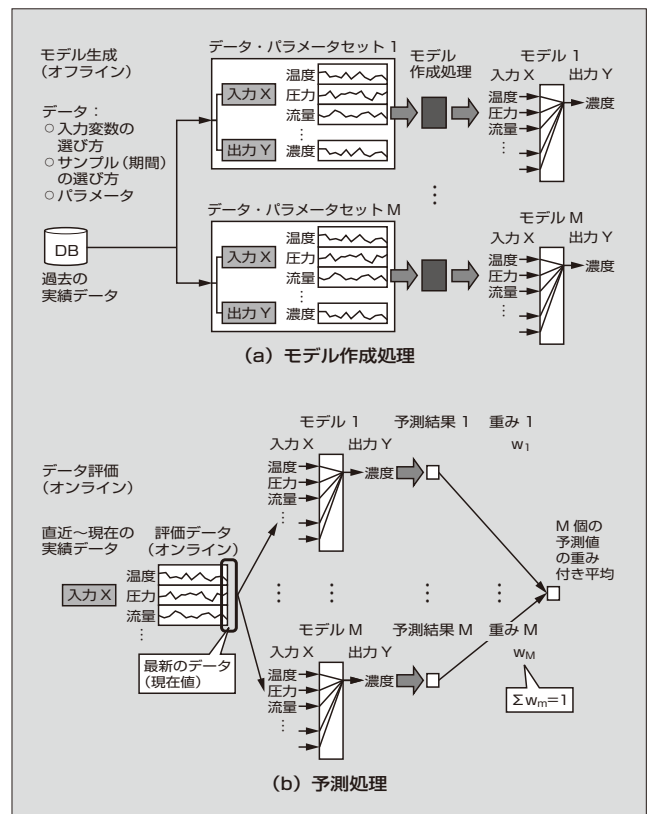 モデル生成
(オフライン)
データ：
○入力変数の
選び方
○サンプル(期間)
の選び方
○パラメータ
DB
過去の
実績データ
データ・パラメータセット 1
入力 X
温度
圧力
流量
⋮
出力 Y
濃度
モデル
作成処理
モデル 1
入力 X 出力 Y
温度
圧力
流量
⋮
濃度
⋮
データ・パラメータセット M
入力 X
温度
圧力
流量
⋮
出力 Y
濃度
モデル M
入力 X 出力 Y
温度
圧力
流量
⋮
濃度
(a) モデル作成処理
データ評価
(オンライン)
直近～現在の
実績データ
評価データ
(オンライン)
入力 X
温度
圧力
流量
⋮
最新のデータ
(現在値)
モデル 1
入力 X 出力 Y
温度
圧力
流量
⋮
濃度
予測結果 1
重み 1
w1
⋮ ⋮ ⋮ ⋮
モデル M
入力 X 出力 Y
温度
圧力
流量
⋮
濃度
予測結果 M
重み M
wM
Σwm=1
M 個の
予測値
の重み
付き平均
(b) 予測処理